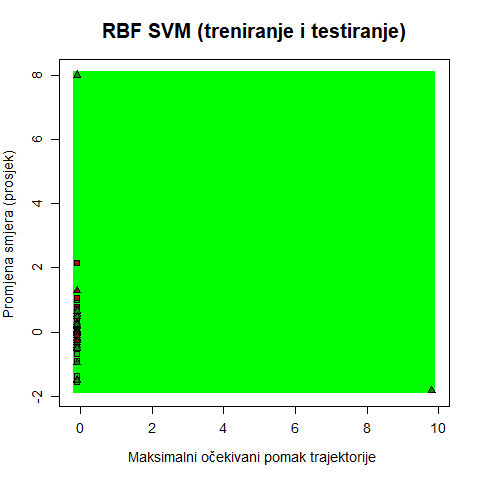 RBF SVM (treniranje i testiranje)
Promjena smjera (prosjek)
8
6
4
2
0
-2
0 2 4 6 8 10
Maksimalni očekivani pomak trajektorije